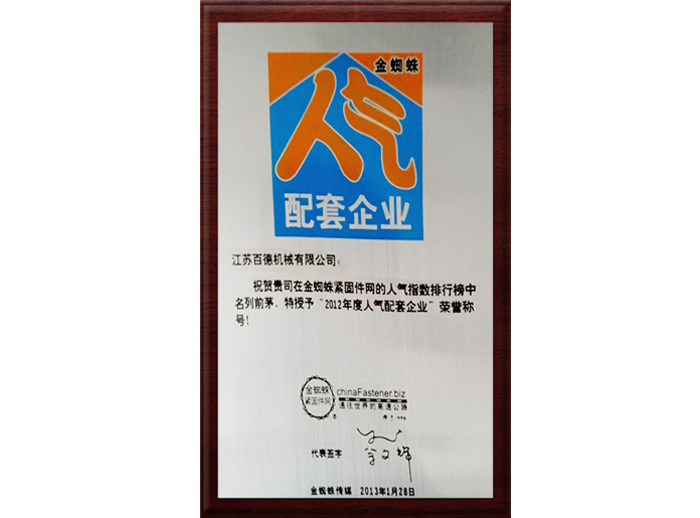 金蜘蛛
人气
配套企业
江苏百德机械有限公司：
祝贺贵司在金蜘蛛紧固件网的人气指数排行榜中
名列前茅，特授予“2012年度人气配套企业”荣誉称
号！
金蜘蛛 chinaFastener.biz
紧固件网 通往世界的高速公路
代表签字
金蜘蛛传媒 2013年1月28日